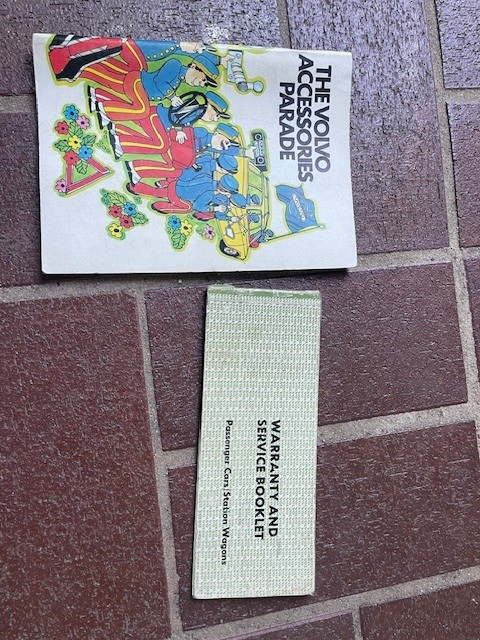 THE VOLVO
ACCESSORIES
PARADE
WARRANTY AND
SERVICE BOOKLET
Passenger Cars/Station Wagons